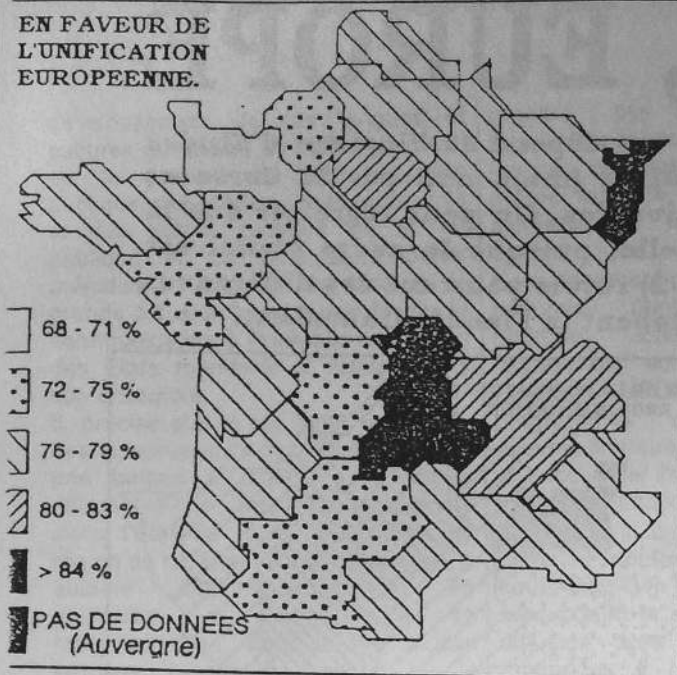 EN FAVEUR DE
L'UNIFICATION
EUROPEENNE.
68 - 71 %
72 - 75 %
76 - 79 %
80 - 83 %
> 84 %
PAS DE DONNEES
(Auvergne)